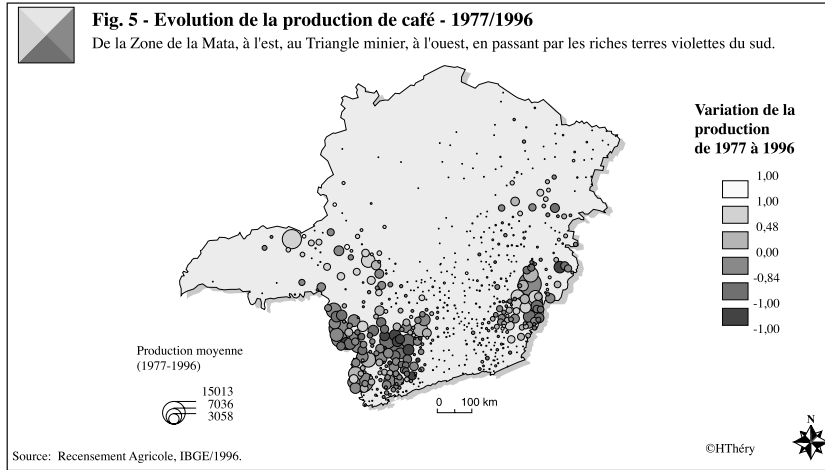 Fig. 5 - Evolution de la production de café - 1977/1996
De la Zone de la Mata, à l'est, au Triangle minier, à l'ouest, en passant par les riches terres violettes du sud.
Variation de la
production
de 1977 à 1996
1,00
1,00
0,48
0,00
-0,84
-1,00
-1,00
Production moyenne
(1977-1996)
15013
7036
3058
0 100 km
N
©HThéry
Source: Recensement Agricole, IBGE/1996.